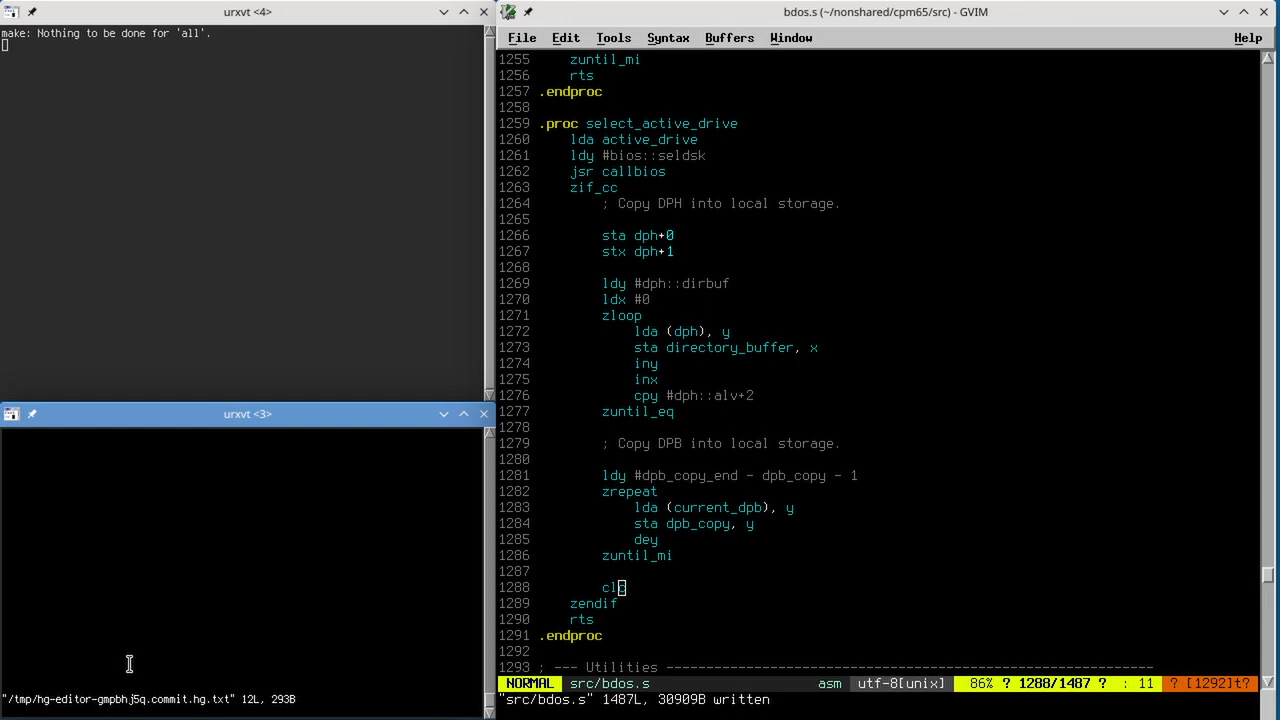 urxvt <4>
make: Nothing to be done for 'all'.
urxvt <3>
"/tmp/hg-editor-gmpbhj5q.commit.hg.txt" 12L, 293B
bdos.s (~/nonshared/cpm65/src) - GVIM
File Edit Tools Syntax Buffers Window Help
1255 zuntil_mi
1256 rts
1257 .endproc
1258
1259 .proc select_active_drive
1260 lda active_drive
1261 ldy #bios::seldsk
1262 jsr callbios
1263 zif_cc
1264 ; Copy DPH into local storage.
1265
1266 sta dph+0
1267 stx dph+1
1268
1269 ldy #dph::dirbuf
1270 ldx #0
1271 zloop
1272 lda (dph), y
1273 sta directory_buffer, x
1274 iny
1275 inx
1276 cpy #dph::alv+2
1277 zuntil_eq
1278
1279 ; Copy DPB into local storage.
1280
1281 ldy #dpb_copy_end - dpb_copy - 1
1282 zrepeat
1283 lda (current_dpb), y
1284 sta dpb_copy, y
1285 dey
1286 zuntil_mi
1287
1288 clc
1289 zendif
1290 rts
1291 .endproc
1292
1293 ; --- Utilities -------------------------------------------------------------
NORMAL src/bdos.s asm utf-8[unix] 86% ? 1288/1487 ? : 11 ? [1292]t?
"src/bdos.s" 1487L, 30909B written